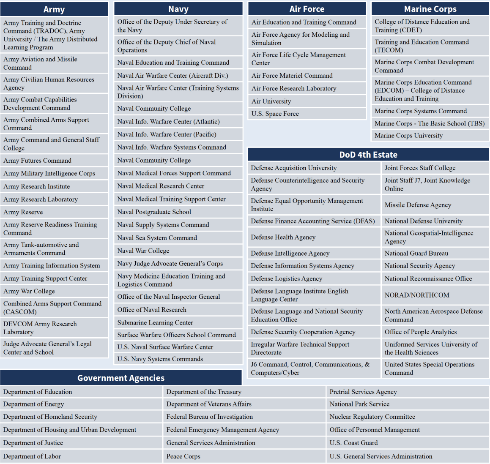 Army
Army Training and Doctrine
Command (TRADOC), Army
University / The Army Distributed
Learning Program
Army Aviation and Missile
Command
Army Civilian Human Resources
Agency
Army Combat Capabilities
Development Command
Army Combined Arms Support
Command
Army Command and General Staff
College
Army Futures Command
Army Military Intelligence Corps
Army Research Institute
Army Research Laboratory
Army Reserve
Army Reserve Readiness Training
Command
Army Tank-automotive and
Armaments Command
Army Training Information System
Army Training Support Center
Army War College
Combined Arms Support Command
(CASCOM)
DEVCOM Army Research
Laboratory
Judge Advocate General's Legal
Center and School
Navy
Office of the Deputy Under Secretary of
the Navy
Office of the Deputy Chief of Naval
Operations
Naval Education and Training Command
Naval Air Warfare Center (Aircraft Div.)
Naval Air Warfare Center (Training Systems
Division)
Naval Community College
Naval Info. Warfare Center (Atlantic)
Naval Info. Warfare Center (Pacific)
Naval Info. Warfare Systems Command
Naval Community College
Naval Medical Forces Support Command
Naval Medical Research Center
Naval Medical Training Support Center
Naval Postgraduate School
Naval Supply Systems Command
Naval Sea System Command
Naval War College
Navy Judge Advocate General's Corps
Navy Medicine Education Training and
Logistics Command
Office of the Naval Inspector General
Office of Naval Research
Submarine Learning Center
Surface Warfare Officers School Command
U.S. Naval Surface Warfare Center
U.S. Navy Systems Commands
Air Force
Air Education and Training Command
Air Force Agency for Modeling and
Simulation
Air Force Life Cycle Management
Center
Air Force Materiel Command
Air Force Research Laboratory
Air University
U.S. Space Force
Marine Corps
College of Distance Education and
Training (CDET)
Training and Education Command
(TECOM)
Marine Corps Combat Development
Command
Marine Corps Education Command
(EDCOM) – College of Distance
Education and Training
Marine Corps Systems Command
Marine Corps - The Basic School (TBS)
Marine Corps University
DoD 4th Estate
Defense Acquisition University
Defense Counterintelligence and Security
Agency
Defense Equal Opportunity Management
Institute
Defense Finance Accounting Service (DFAS)
Defense Health Agency
Defense Intelligence Agency
Defense Information Systems Agency
Defense Logistics Agency
Defense Language Institute English
Language Center
Defense Language and National Security
Education Office
Defense Security Cooperation Agency
Irregular Warfare Technical Support
Directorate
J6 Command, Control, Communications, &
Computers/Cyber
Joint Forces Staff College
Joint Staff J7, Joint Knowledge
Online
Missile Defense Agency
National Defense University
National Geospatial-Intelligence
Agency
National Guard Bureau
National Security Agency
National Reconnaissance Office
NORAD/NORTHCOM
North American Aerospace Defense
Command
Office of People Analytics
Uniformed Services University of
the Health Sciences
United States Special Operations
Command
Government Agencies
Department of Education
Department of Energy
Department of Homeland Security
Department of Housing and Urban Development
Department of Justice
Department of Labor
Department of the Treasury
Department of Veterans Affairs
Federal Bureau of Investigation
Federal Emergency Management Agency
General Services Administration
Peace Corps
Pretrial Services Agency
National Park Service
Nuclear Regulatory Committee
Office of Personnel Management
U.S. Coast Guard
U.S. General Services Administration